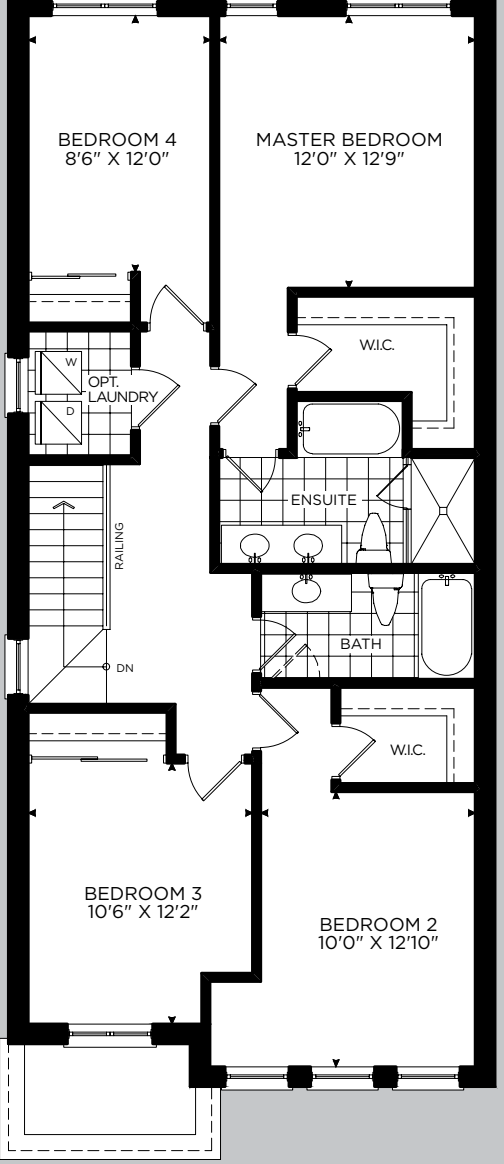 BEDROOM 4
8'6" X 12'0"
MASTER BEDROOM
12'0" X 12'9"
W.I.C.
W
OPT.
LAUNDRY
D
ENSUITE
RAILING
BATH
DN
W.I.C.
BEDROOM 3
10'6" X 12'2"
BEDROOM 2
10'0" X 12'10"